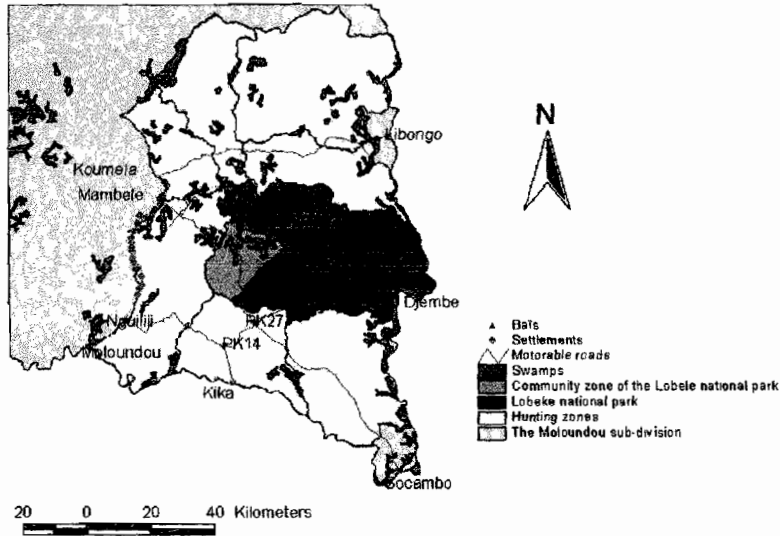 N
Libongo
Koumela
Mambele
Djembe
Nguilili
PK27
Moloundou
PK14
Kika
Socambo
Baïs
Settlements
Motorable roads
Swamps
Community zone of the Lobele national park
Lobeke national park
Hunting zones
The Moloundou sub-division
20 0 20 40 Kilometers